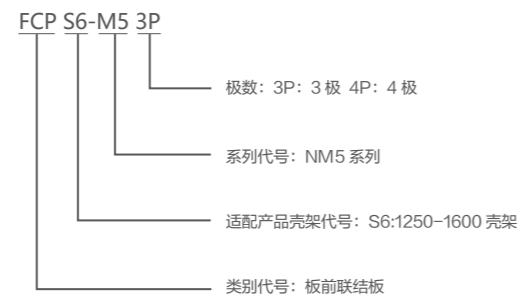 FCP S6-M5 3P
极数：3P：3 极 4P：4 极
系列代号：NM5 系列
适配产品壳架代号：S6:1250-1600 壳架
类别代号：板前联结板